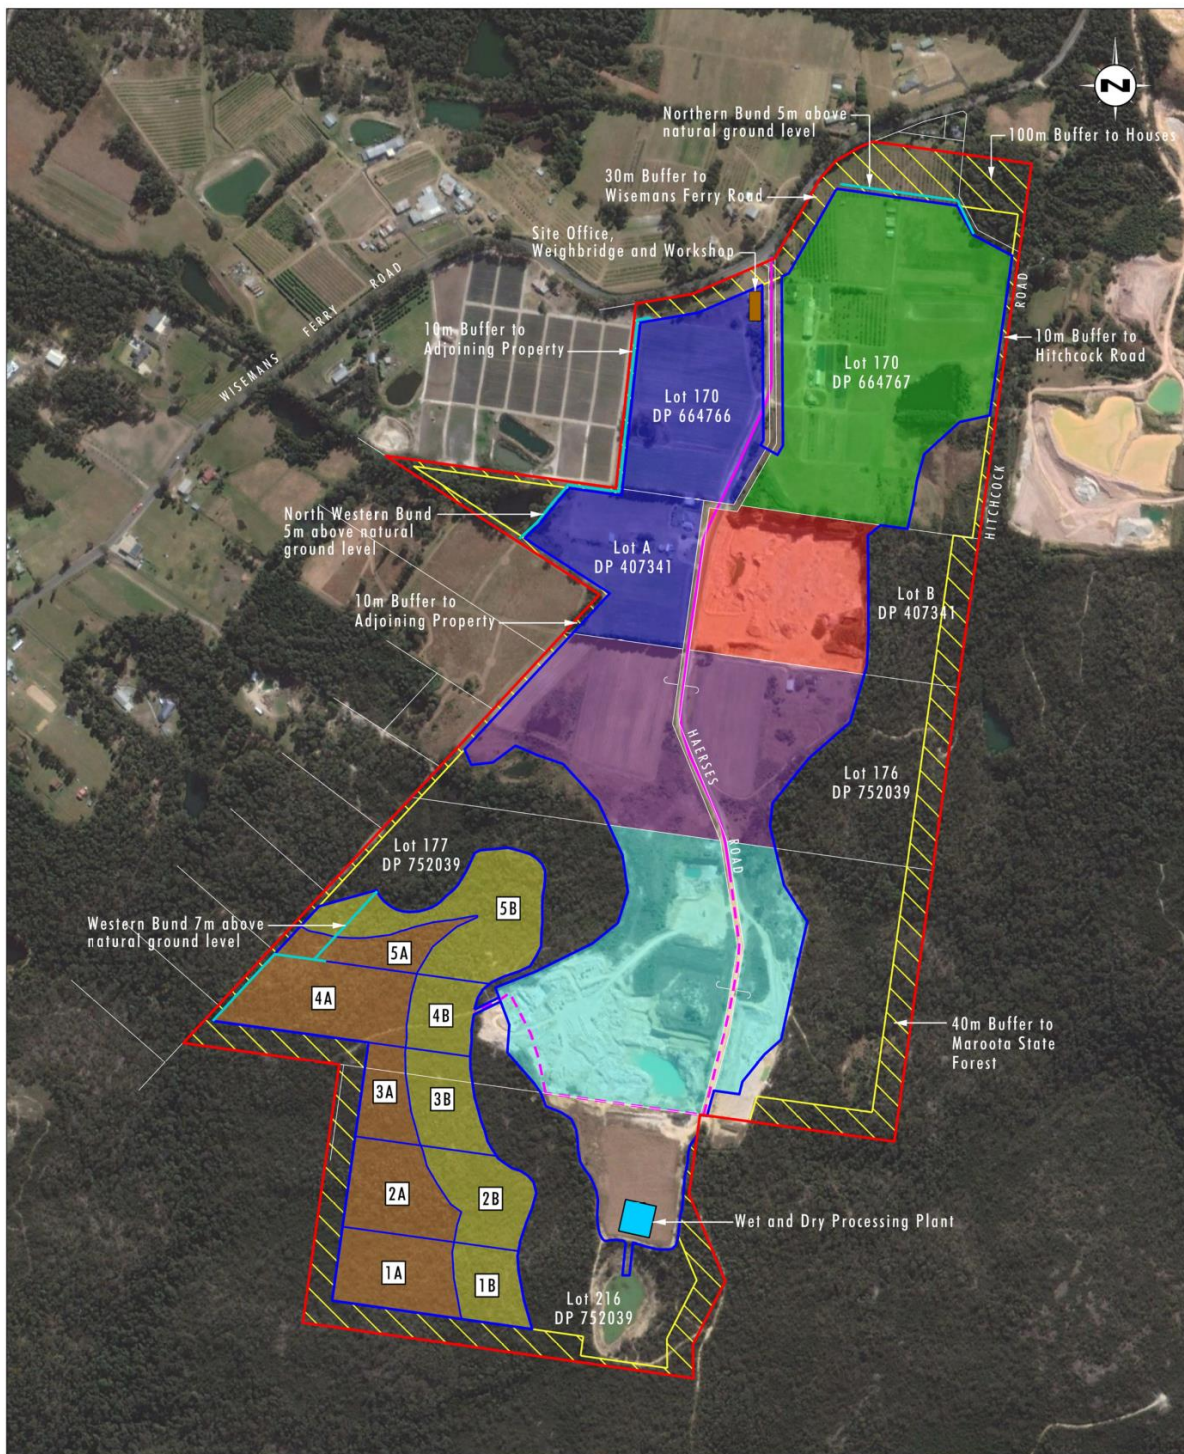 N
Northern Bund 5m above
natural ground level
100m Buffer to Houses
30m Buffer to
Wisemans Ferry Road
Site Office,
Weighbridge and Workshop
WISEMANS FERRY ROAD
10m Buffer to
Adjoining Property
HITCHCOCK ROAD
10m Buffer to
Hitchcock Road
Lot 170
DP 664767
Lot 170
DP 664766
North Western Bund
5m above natural
ground level
Lot A
DP 407341
Lot B
DP 407341
10m Buffer to
Adjoining Property
HAERSES ROAD
Lot 176
DP 752039
Lot 177
DP 752039
Western Bund 7m above
natural ground level
5B
5A
4A
4B
40m Buffer to
Maroota State
Forest
3A
3B
2A
2B
Wet and Dry Processing Plant
1A
1B
Lot 216
DP 752039